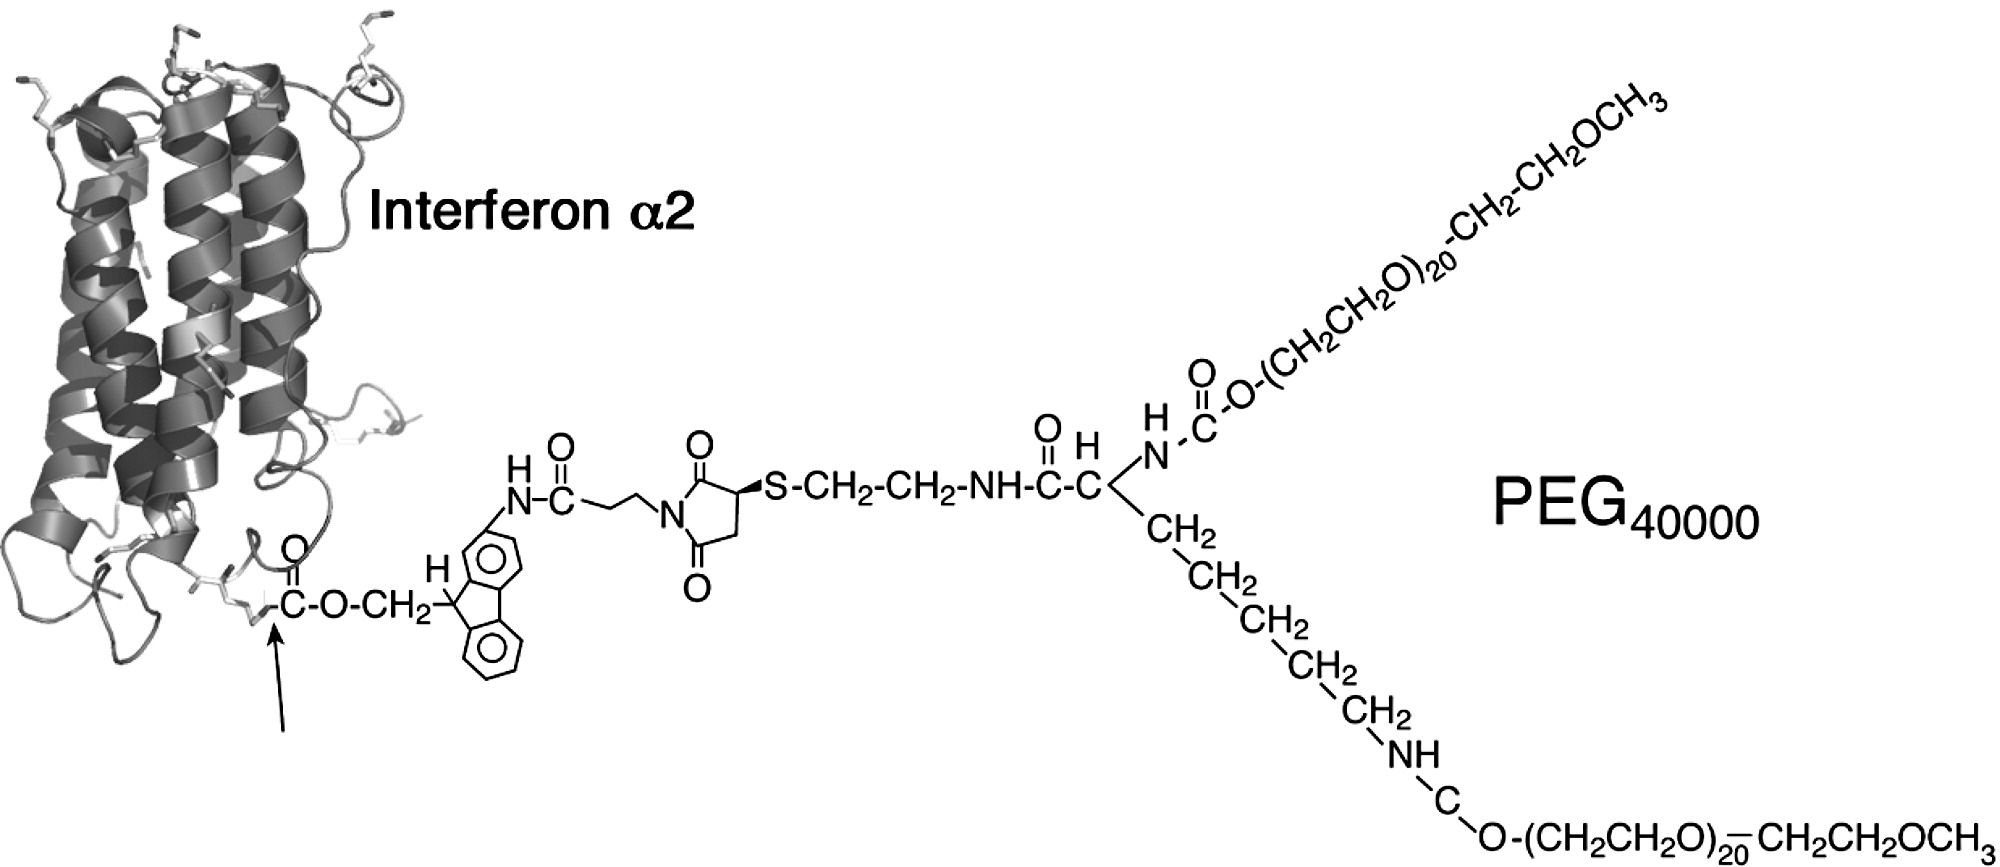 Interferon α2
O-(CH₂CH₂O)₂₀-CH₂-CH₂OCH₃
O
C
H
N
O H
S-CH₂-CH₂-NH-C-C
PEG₄₀₀₀₀
H
N
O
C
O
N
O
O
C-O-CH₂
H
CH₂
CH₂
CH₂
CH₂
CH₂
NH
C
O-(CH₂CH₂O)₂₀-CH₂CH₂OCH₃